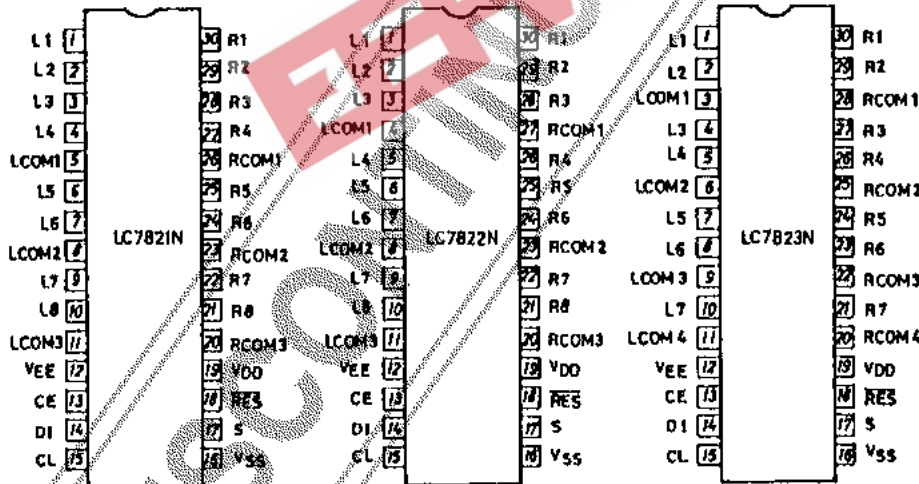 L1 1 30 R1
L2 2 29 R2
L3 3 28 R3
L4 4 27 R4
LCOM1 5 26 RCOM1
L5 6 25 R5
L6 7 24 R6
LCOM2 8 23 RCOM2
L7 9 22 R7
L8 10 21 R8
LCOM3 11 20 RCOM3
VEE 12 19 VDD
CE 13 18 R̅E̅S̅
DI 14 17 S
CL 15 16 VSS
LC7821N
L1 1 30 R1
L2 2 29 R2
L3 3 28 R3
LCOM1 4 27 RCOM1
L4 5 26 R4
L5 6 25 R5
L6 7 24 R6
LCOM2 8 23 RCOM2
L7 9 22 R7
L8 10 21 R8
LCOM3 11 20 RCOM3
VEE 12 19 VDD
CE 13 18 R̅E̅S̅
DI 14 17 S
CL 15 16 VSS
LC7822N
L1 1 30 R1
L2 2 29 R2
LCOM1 3 28 RCOM1
L3 4 27 R3
L4 5 26 R4
LCOM2 6 25 RCOM2
L5 7 24 R5
L6 8 23 R6
LCOM3 9 22 RCOM3
L7 10 21 R7
LCOM4 11 20 RCOM4
VEE 12 19 VDD
CE 13 18 R̅E̅S̅
DI 14 17 S
CL 15 16 VSS
LC7823N